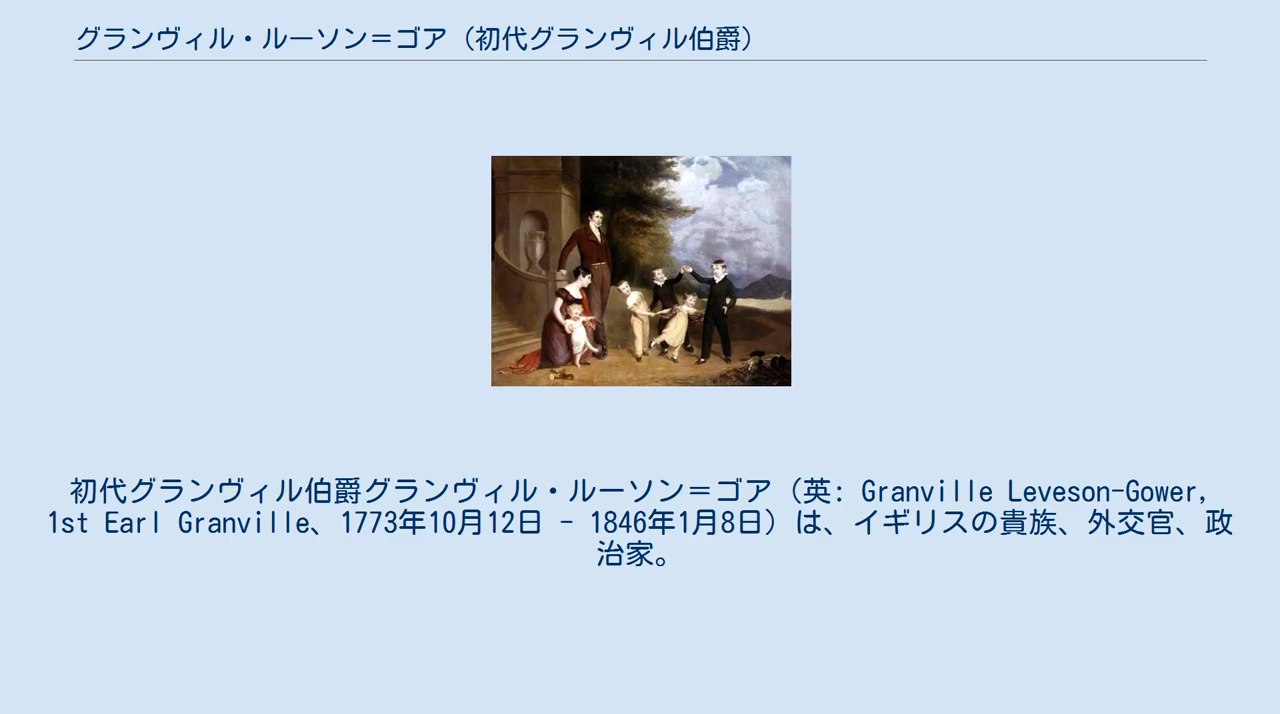 グランヴィル・ルーソン＝ゴア（初代グランヴィル伯爵）
初代グランヴィル伯爵グランヴィル・ルーソン＝ゴア（英: Granville Leveson-Gower,
1st Earl Granville、1773年10月12日 - 1846年1月8日）は、イギリスの貴族、外交官、政
治家。